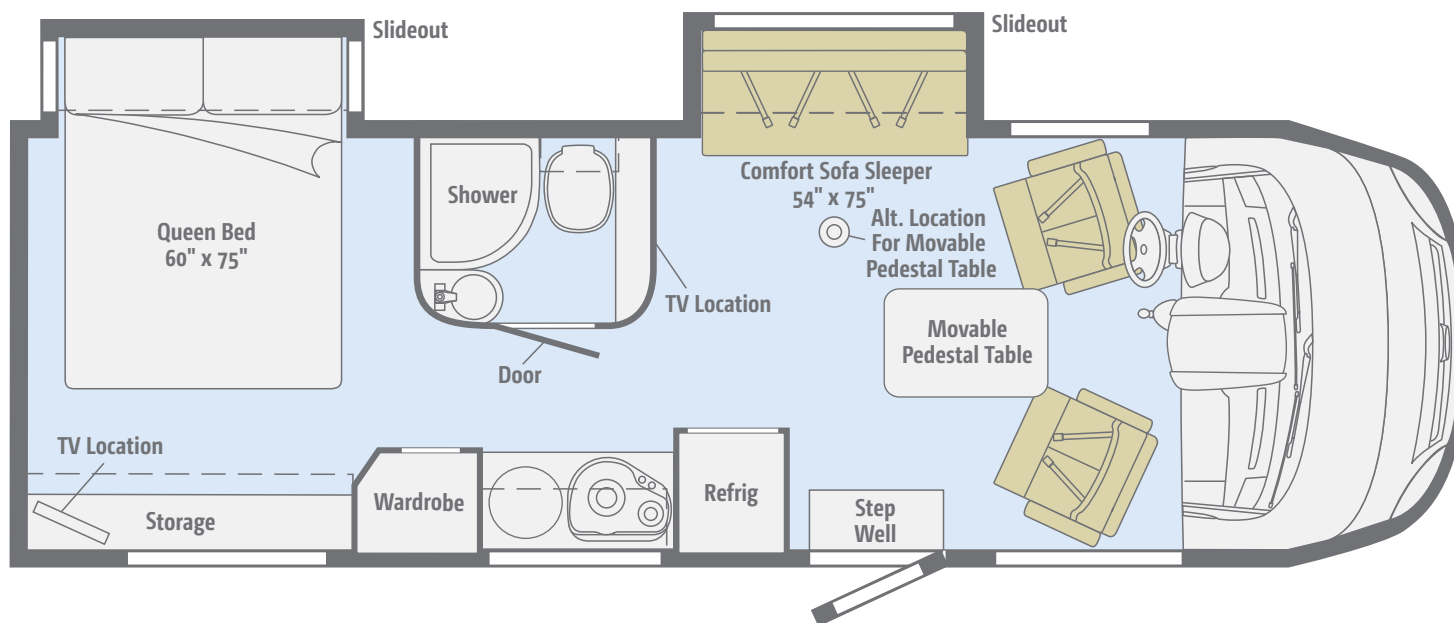 Slideout
Slideout
Comfort Sofa Sleeper
54" x 75"
Shower
Alt. Location
For Movable
Pedestal Table
Queen Bed
60" x 75"
TV Location
Movable
Pedestal Table
Door
TV Location
Wardrobe
Refrig
Storage
Step
Well